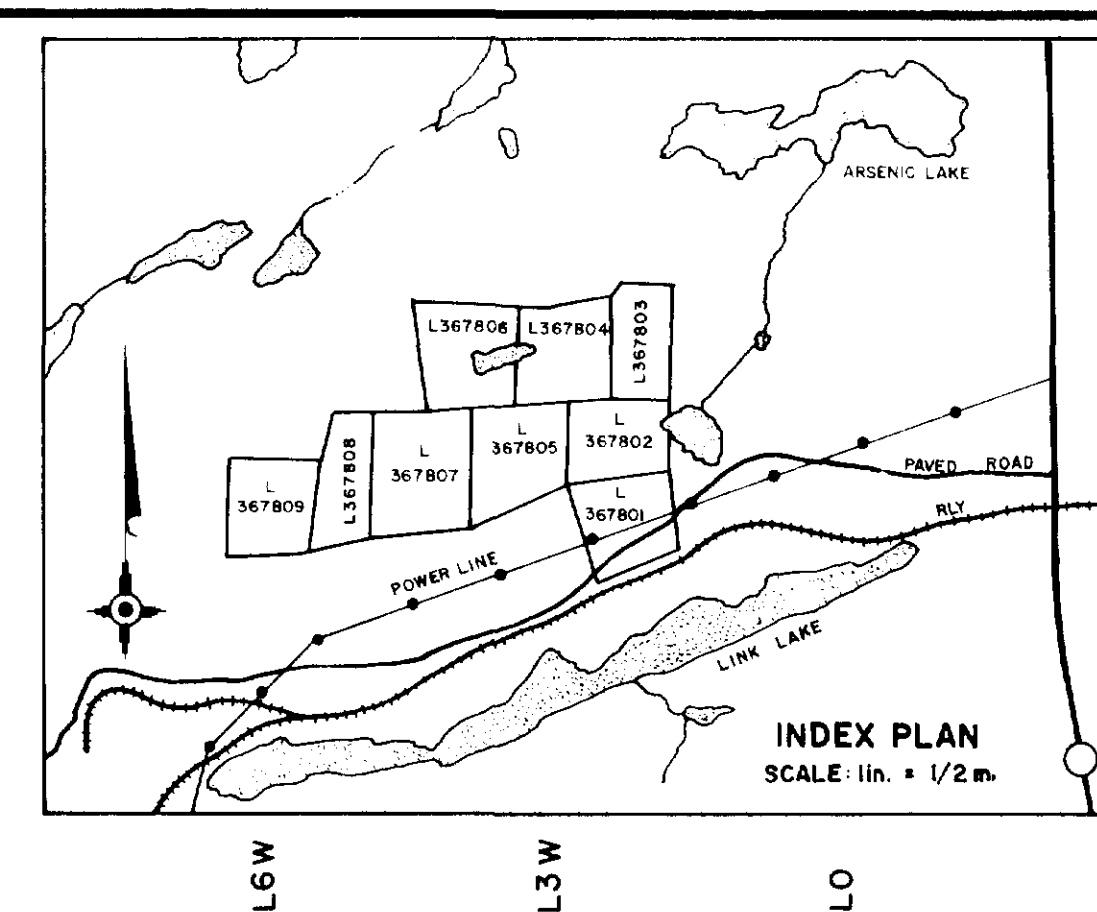 ARSENIC LAKE
L367806
L367804
L367803
L
367802
L
367805
L
367807
L367808
L
367809
L
367801
PAVED ROAD
RLY
POWER LINE
LINK LAKE
INDEX PLAN
SCALE: 1in. = 1/2 m.
L6W
L3W
L0